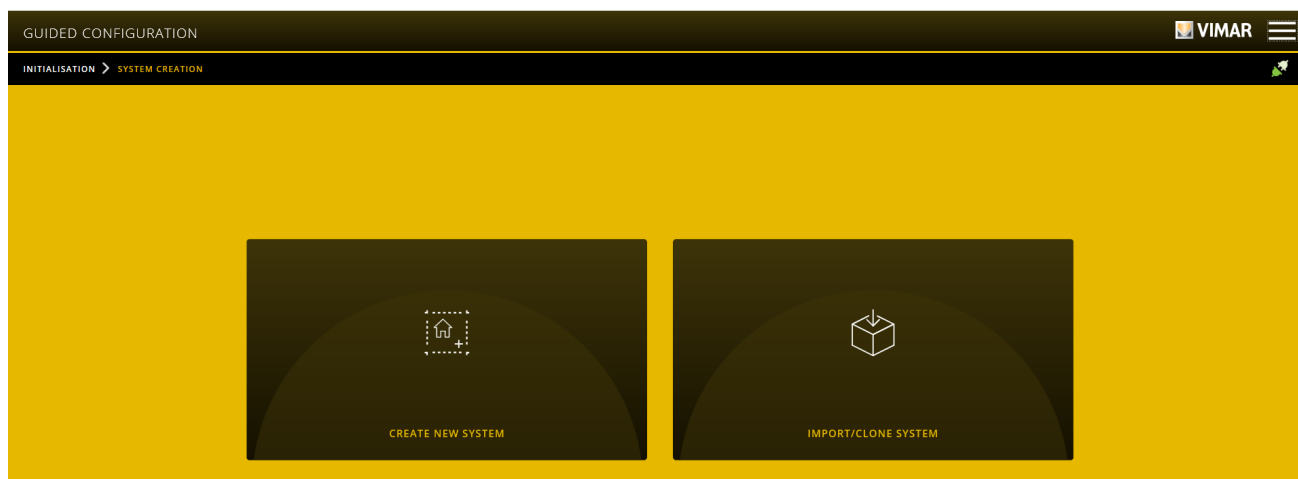 GUIDED CONFIGURATION
VIMAR
INITIALISATION > SYSTEM CREATION
CREATE NEW SYSTEM
IMPORT/CLONE SYSTEM